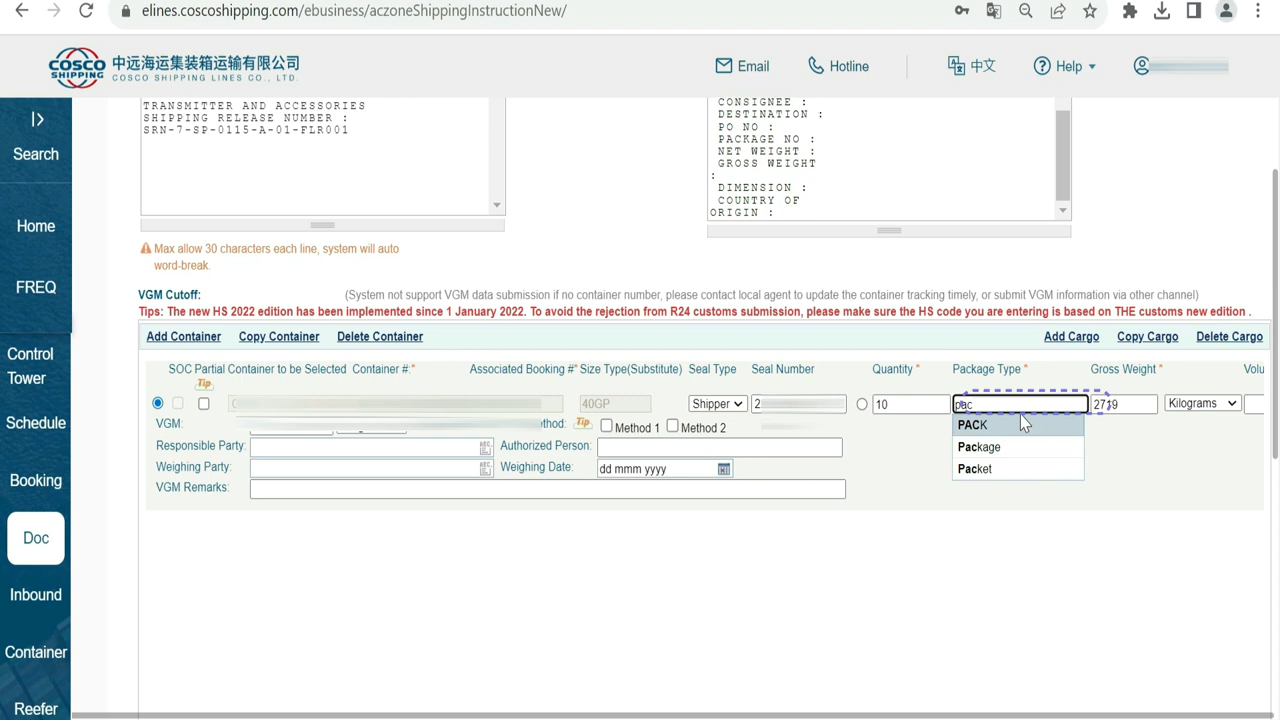 elines.coscoshipping.com/ebusiness/aczoneShippingInstructionNew/
COSCO SHIPPING
中远海运集装箱运输有限公司
COSCO SHIPPING LINES CO., LTD.
Email
Hotline
中文
Help
Search
Home
FREQ
Control Tower
Schedule
Booking
Doc
Inbound
Container
Reefer
TRANSMITTER AND ACCESSORIES
SHIPPING RELEASE NUMBER :
SRN-7-SP-0115-A-01-FLR001
CONSIGNEE :
DESTINATION :
PO NO :
PACKAGE NO :
NET WEIGHT :
GROSS WEIGHT
:
DIMENSION :
COUNTRY OF
ORIGIN :
Max allow 30 characters each line, system will auto
word-break.
VGM Cutoff: (System not support VGM data submission if no container number, please contact local agent to update the container tracking timely, or submit VGM information via other channel)
Tips: The new HS 2022 edition has been implemented since 1 January 2022. To avoid the rejection from R24 customs submission, please make sure the HS code you are entering is based on THE customs new edition .
Add Container Copy Container Delete Container Add Cargo Copy Cargo Delete Cargo
SOC Partial Container to be Selected Container #:* Associated Booking #* Size Type(Substitute) Seal Type Seal Number Quantity * Package Type * Gross Weight * Volu
Tip
40GP Shipper 2 10 pac 2719 Kilograms
VGM: thod: Tip Method 1 Method 2
PACK
Package
Packet
Responsible Party: Authorized Person:
Weighing Party: Weighing Date: dd mmm yyyy
VGM Remarks: